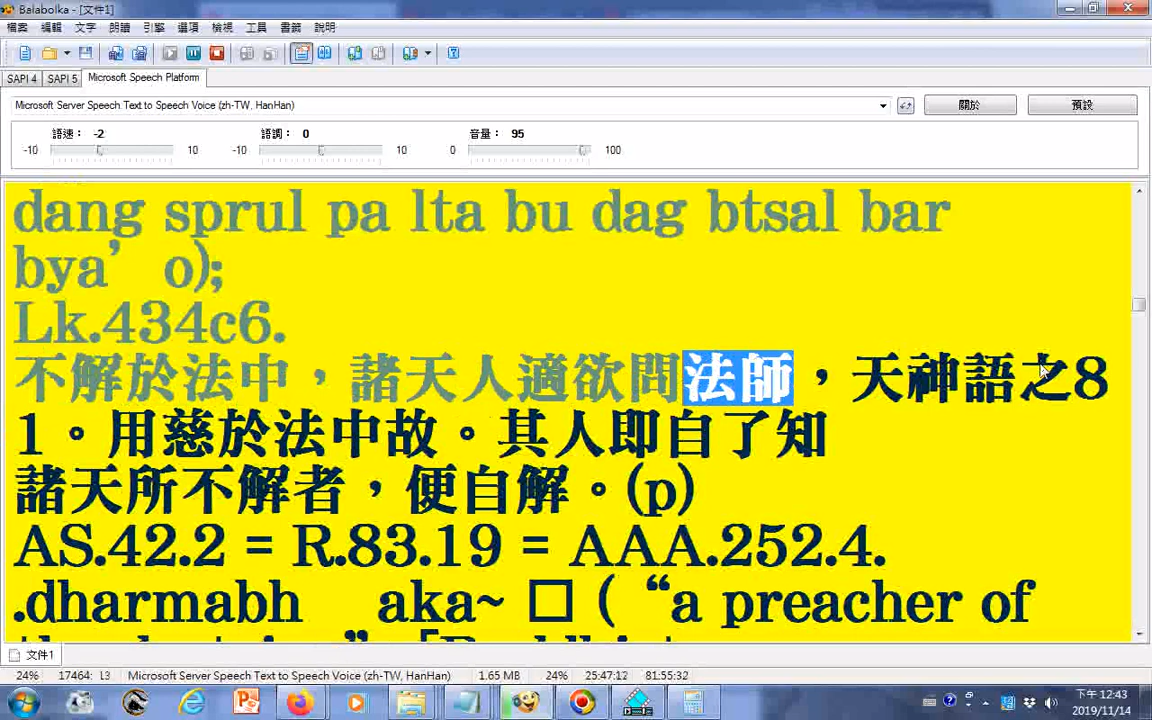 Balabolka - [文件1]
檔案 編輯 文字 朗讀 引擎 選項 檢視 工具 書籤 說明
SAPI 4 SAPI 5 Microsoft Speech Platform
Microsoft Server Speech Text to Speech Voice (zh-TW, HanHan) 關於 預設
語速： -2 語調： 0 音量： 95
-10 10 -10 10 0 100
dang sprul pa lta bu dag btsal bar
bya’ o);
Lk.434c6.
不解於法中，諸天人適欲問法師，天神語之8
1。用慈於法中故。其人即自了知
諸天所不解者，便自解。(p)
AS.42.2 = R.83.19 = AAA.252.4.
.dharmabh aka~ □ ( “a preacher of
文件1
24% 17464: 13 Microsoft Server Speech Text to Speech Voice (zh-TW, HanHan) 1.65 MB 24% 25:47:12 81:55:32
下午 12:43
2019/11/14